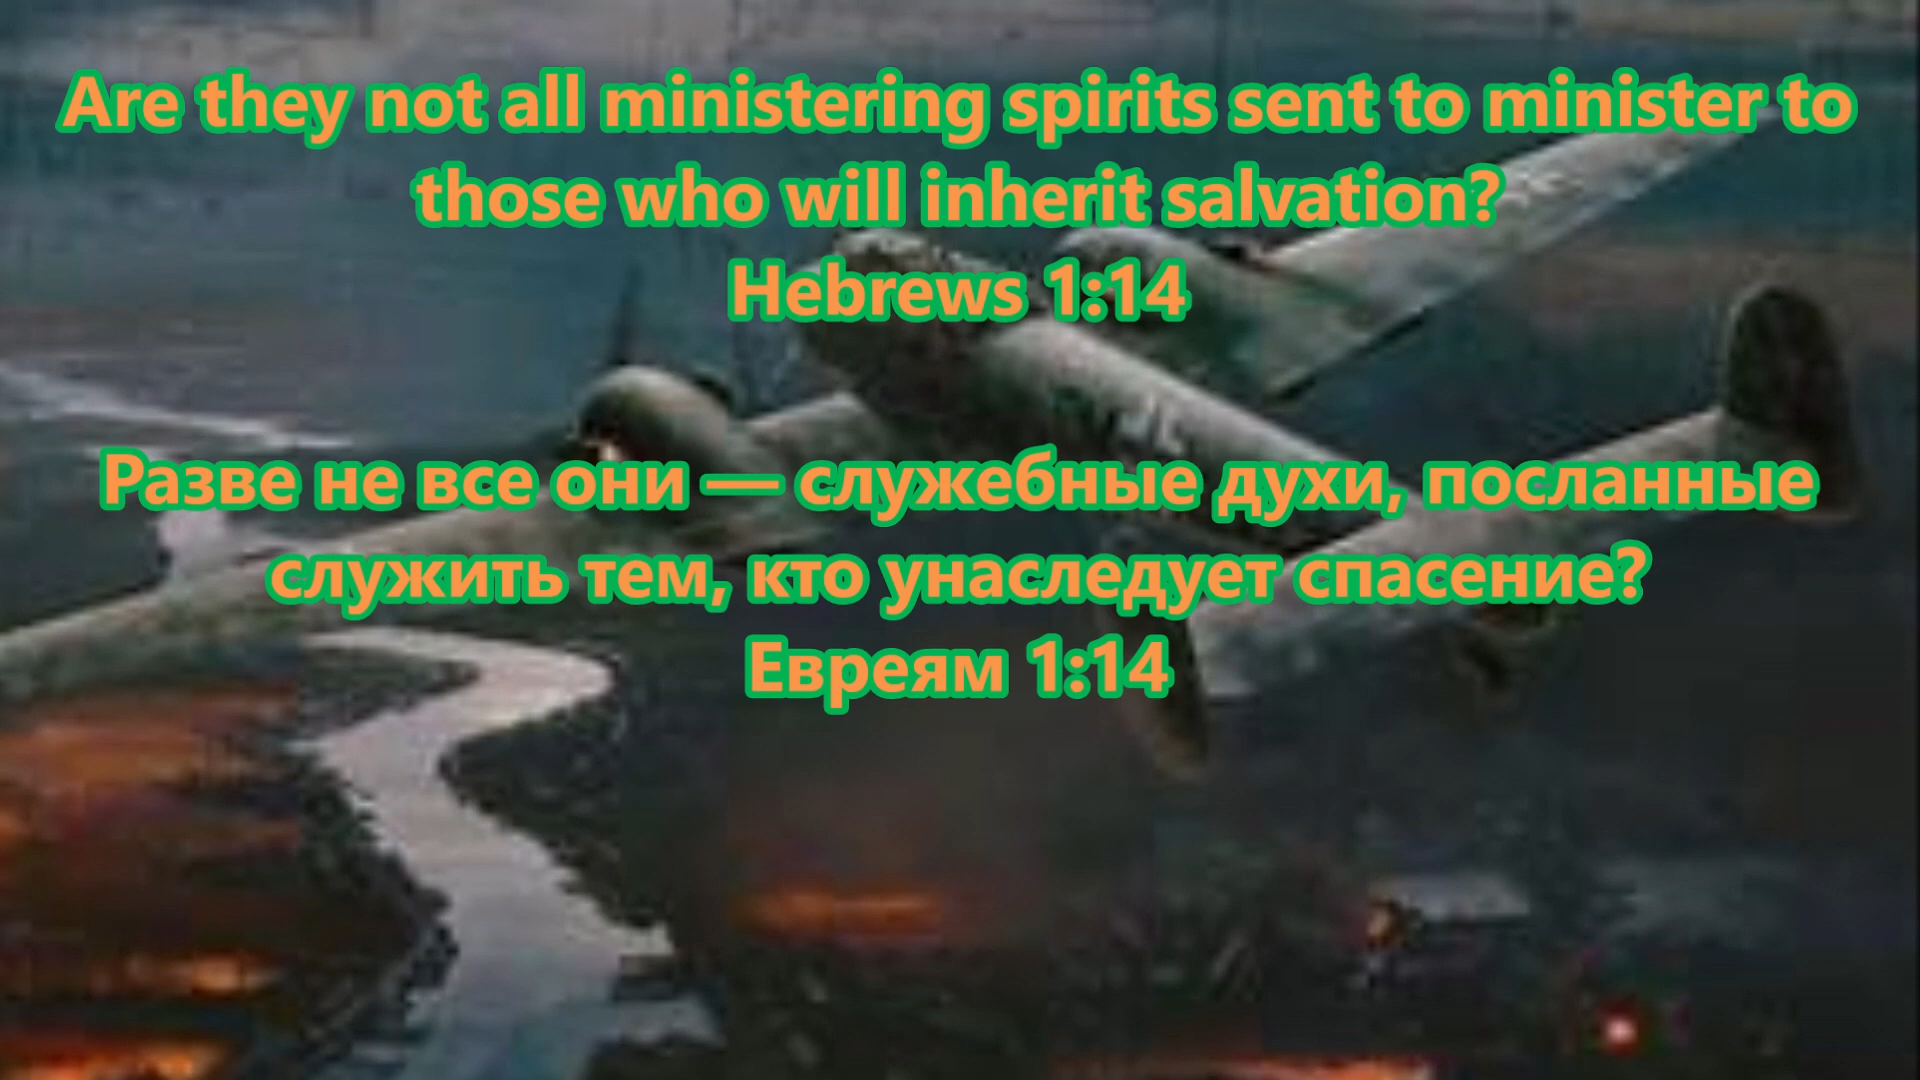 Are they not all ministering spirits sent to minister to
those who will inherit salvation?
Hebrews 1:14
Разве не все они — служебные духи, посланные
служить тем, кто унаследует спасение?
Евреям 1:14